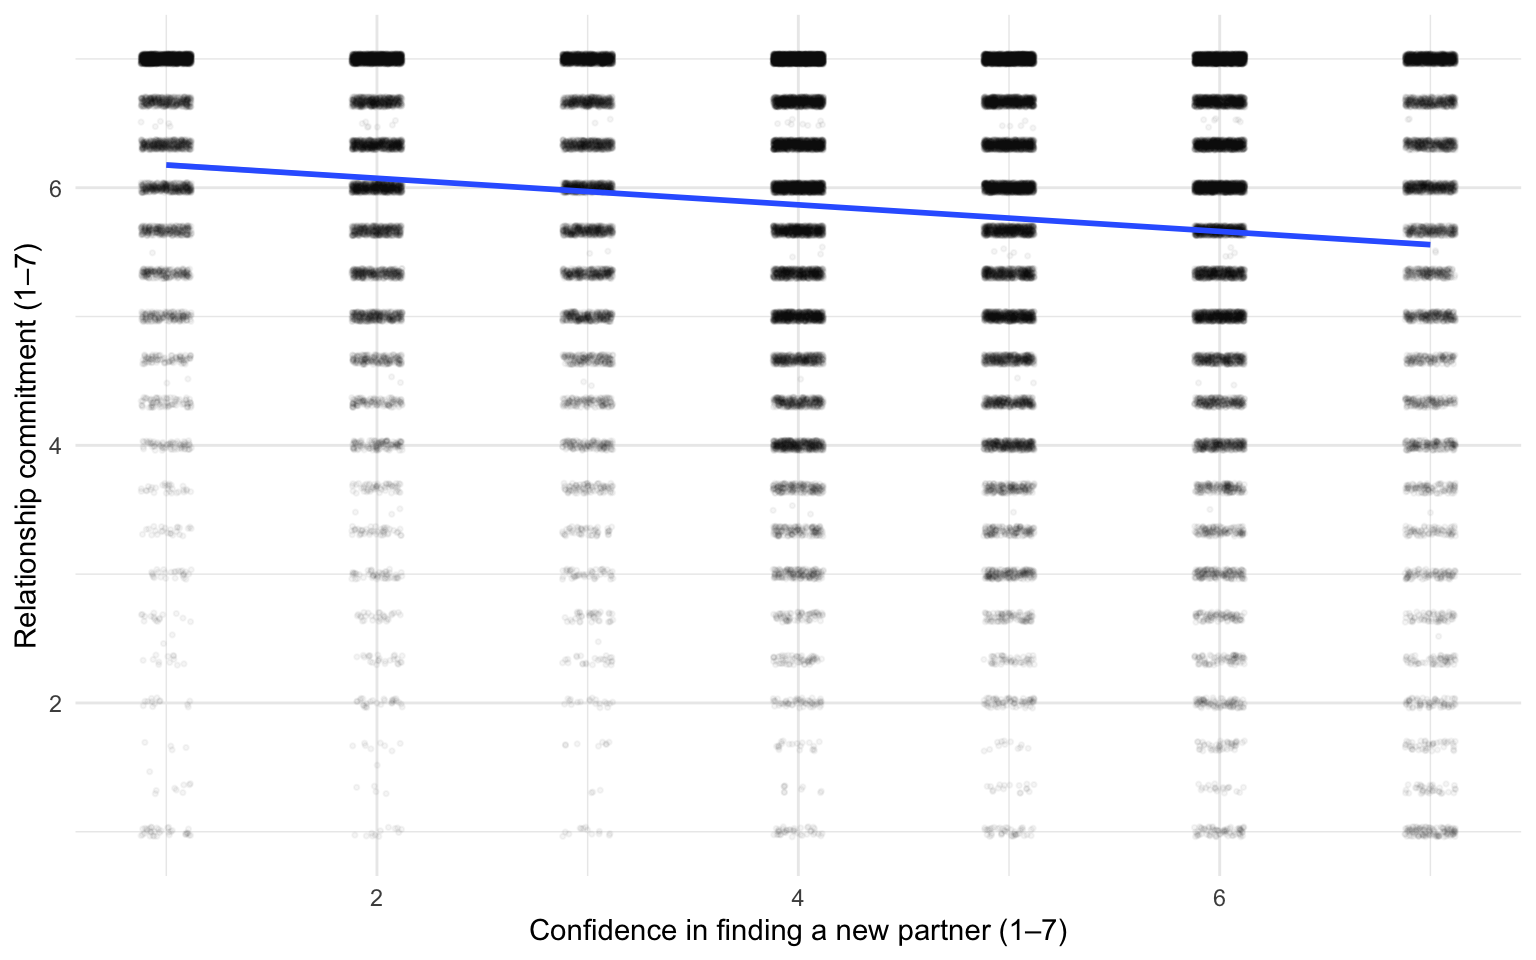 Relationship commitment (1–7)
6
4
2
2 4 6
Confidence in finding a new partner (1–7)